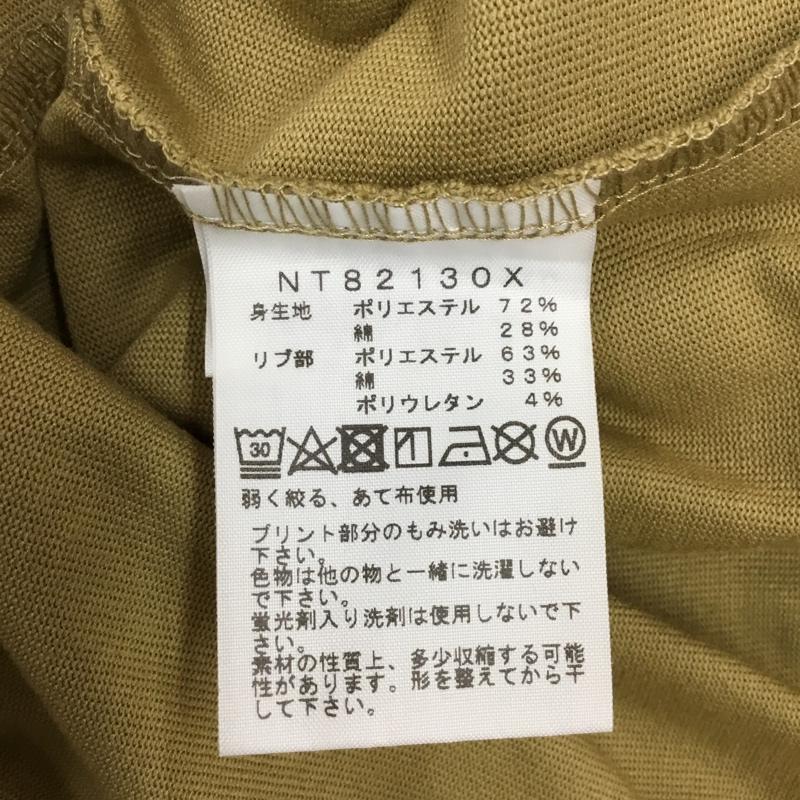 NT82130X
身生地 ポリエステル 72%
綿 28%
リブ部 ポリエステル 63%
綿 33%
ポリウレタン 4%
30 W
弱く絞る、あて布使用
プリント部分のもみ洗いはお避け
下さい。
色物は他の物と一緒に洗濯しない
で下さい。
蛍光剤入り洗剤は使用しないで下
さい。
素材の性質上、多少収縮する可能
性があります。形を整えてから干
して下さい。